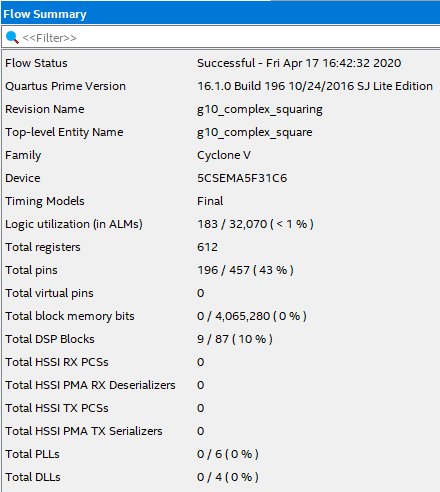 Flow Summary
<<Filter>>
Flow Status Successful - Fri Apr 17 16:42:32 2020
Quartus Prime Version 16.1.0 Build 196 10/24/2016 SJ Lite Edition
Revision Name g10_complex_squaring
Top-level Entity Name g10_complex_square
Family Cyclone V
Device 5CSEMA5F31C6
Timing Models Final
Logic utilization (in ALMs) 183 / 32,070 ( < 1 % )
Total registers 612
Total pins 196 / 457 ( 43 % )
Total virtual pins 0
Total block memory bits 0 / 4,065,280 ( 0 % )
Total DSP Blocks 9 / 87 ( 10 % )
Total HSSI RX PCSs 0
Total HSSI PMA RX Deserializers 0
Total HSSI TX PCSs 0
Total HSSI PMA TX Serializers 0
Total PLLs 0 / 6 ( 0 % )
Total DLLs 0 / 4 ( 0 % )